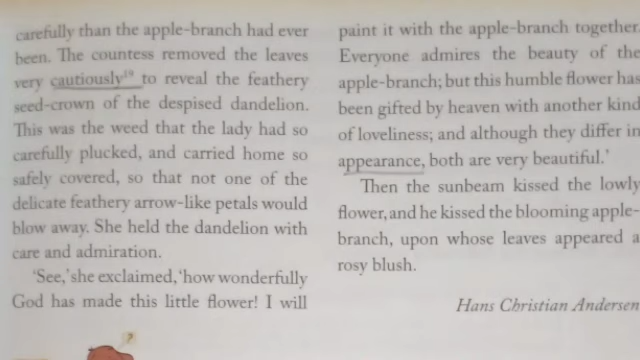 carefully than the apple-branch had ever
been. The countess removed the leaves
very cautiously¹⁹ to reveal the feathery
seed-crown of the despised dandelion.
This was the weed that the lady had so
carefully plucked, and carried home so
safely covered, so that not one of the
delicate feathery arrow-like petals would
blow away. She held the dandelion with
care and admiration.
'See,' she exclaimed, 'how wonderfully
God has made this little flower! I will
paint it with the apple-branch together.
Everyone admires the beauty of the
apple-branch; but this humble flower has
been gifted by heaven with another kind
of loveliness; and although they differ in
appearance, both are very beautiful.'
Then the sunbeam kissed the lowly
flower, and he kissed the blooming apple-
branch, upon whose leaves appeared a
rosy blush.
Hans Christian Andersen
?